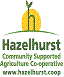 Hazelhurst
Community Supported
Agriculture Co-operative
www.hazelhurst.coop